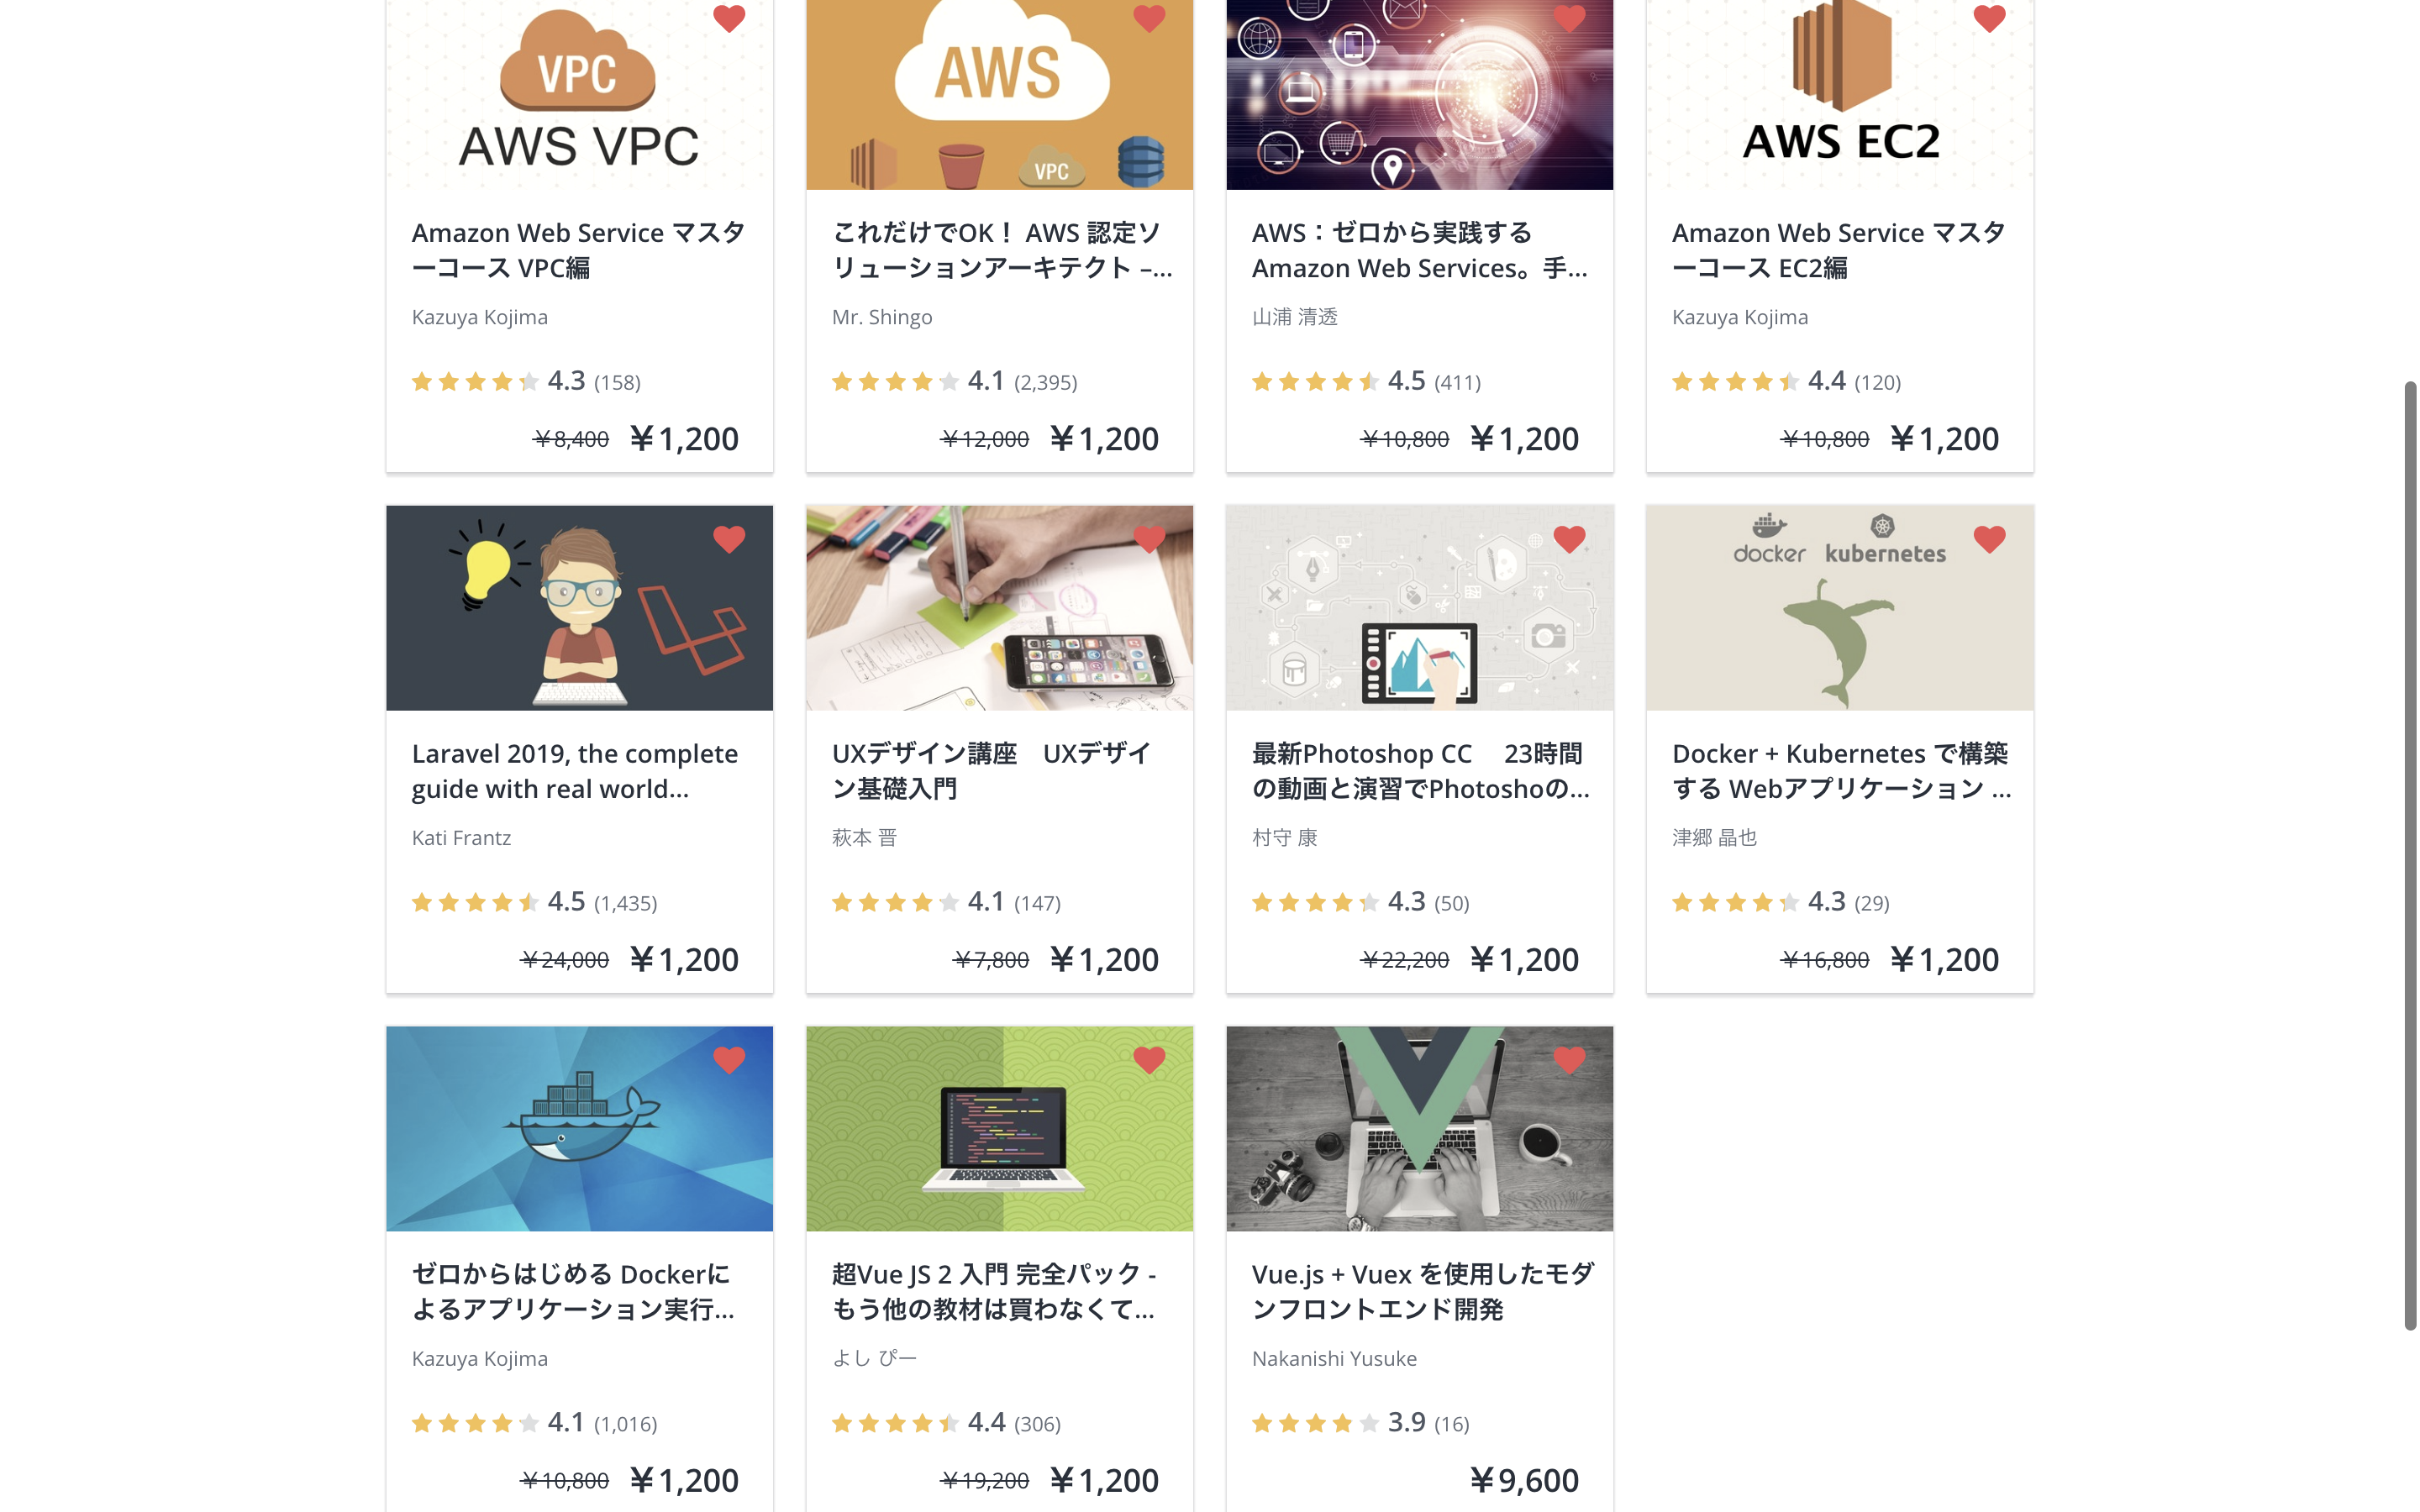 VPC
AWS VPC
Amazon Web Service マスタ
ーコース VPC編
Kazuya Kojima
4.3 (158)
¥8,400 ¥1,200
AWS
VPC
これだけでOK！ AWS 認定ソ
リューションアーキテクト –...
Mr. Shingo
4.1 (2,395)
¥12,000 ¥1,200
AWS：ゼロから実践する
Amazon Web Services。手...
山浦 清透
4.5 (411)
¥10,800 ¥1,200
AWS EC2
Amazon Web Service マスタ
ーコース EC2編
Kazuya Kojima
4.4 (120)
¥10,800 ¥1,200
Laravel 2019, the complete
guide with real world...
Kati Frantz
4.5 (1,435)
¥24,000 ¥1,200
UXデザイン講座　UXデザイ
ン基礎入門
萩本 晋
4.1 (147)
¥7,800 ¥1,200
最新Photoshop CC　23時間
の動画と演習でPhotoshoの...
村守 康
4.3 (50)
¥22,200 ¥1,200
docker kubernetes
Docker + Kubernetes で構築
する Webアプリケーション ...
津郷 晶也
4.3 (29)
¥16,800 ¥1,200
ゼロからはじめる Dockerに
よるアプリケーション実行...
Kazuya Kojima
4.1 (1,016)
¥10,800 ¥1,200
超Vue JS 2 入門 完全パック -
もう他の教材は買わなくて...
よし ぴー
4.4 (306)
¥19,200 ¥1,200
Vue.js + Vuex を使用したモダ
ンフロントエンド開発
Nakanishi Yusuke
3.9 (16)
¥9,600